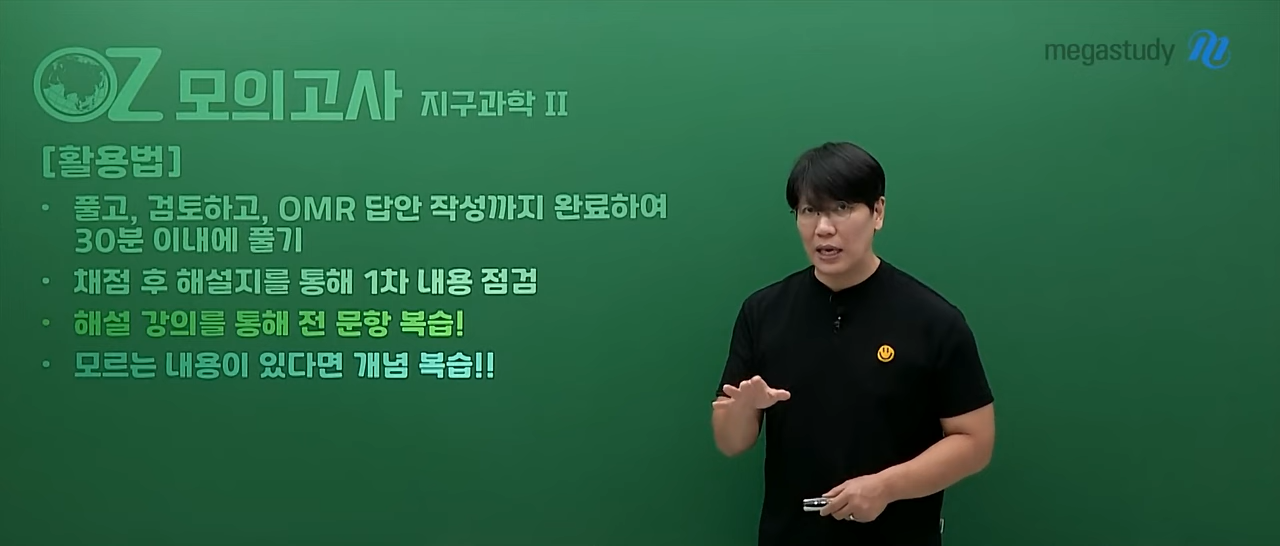 OZ 모의고사 지구과학 II
megastudy
[활용법]
• 풀고, 검토하고, OMR 답안 작성까지 완료하여
30분 이내에 풀기
• 채점 후 해설지를 통해 1차 내용 점검
• 해설 강의를 통해 전 문항 복습!
• 모르는 내용이 있다면 개념 복습!!